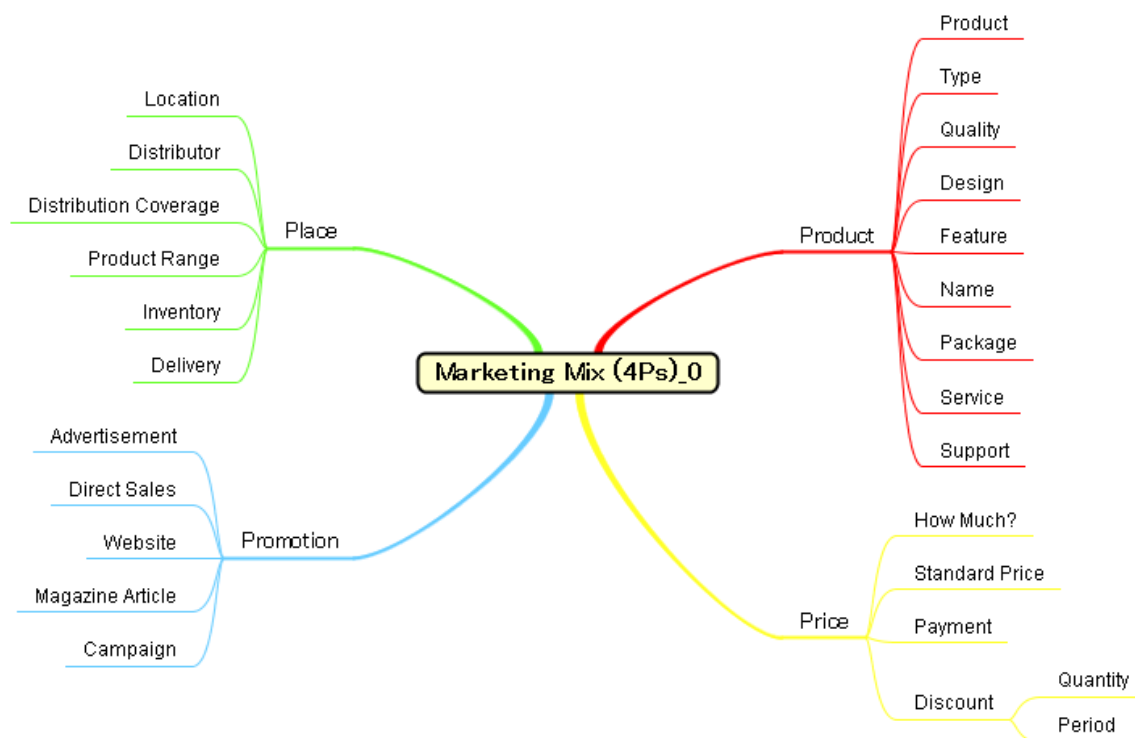 Marketing Mix (4Ps)_0
Product
Product
Type
Quality
Design
Feature
Name
Package
Service
Support
Price
How Much?
Standard Price
Payment
Discount
Quantity
Period
Place
Location
Distributor
Distribution Coverage
Product Range
Inventory
Delivery
Promotion
Advertisement
Direct Sales
Website
Magazine Article
Campaign